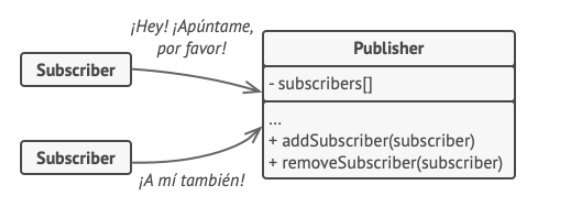 ¡Hey! ¡Apúntame,
por favor!
Subscriber
Publisher
- subscribers[]
...
+ addSubscriber(subscriber)
+ removeSubscriber(subscriber)
Subscriber
¡A mí también!